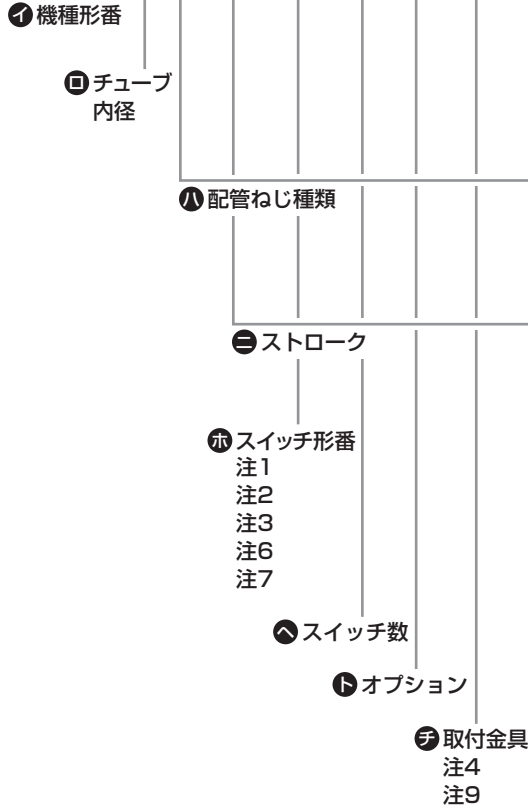 イ 機種形番
ロ チューブ
内径
ハ 配管ねじ種類
ニ ストローク
ホ スイッチ形番
注1
注2
注3
注6
注7
ヘ スイッチ数
ト オプション
チ 取付金具
注4
注9